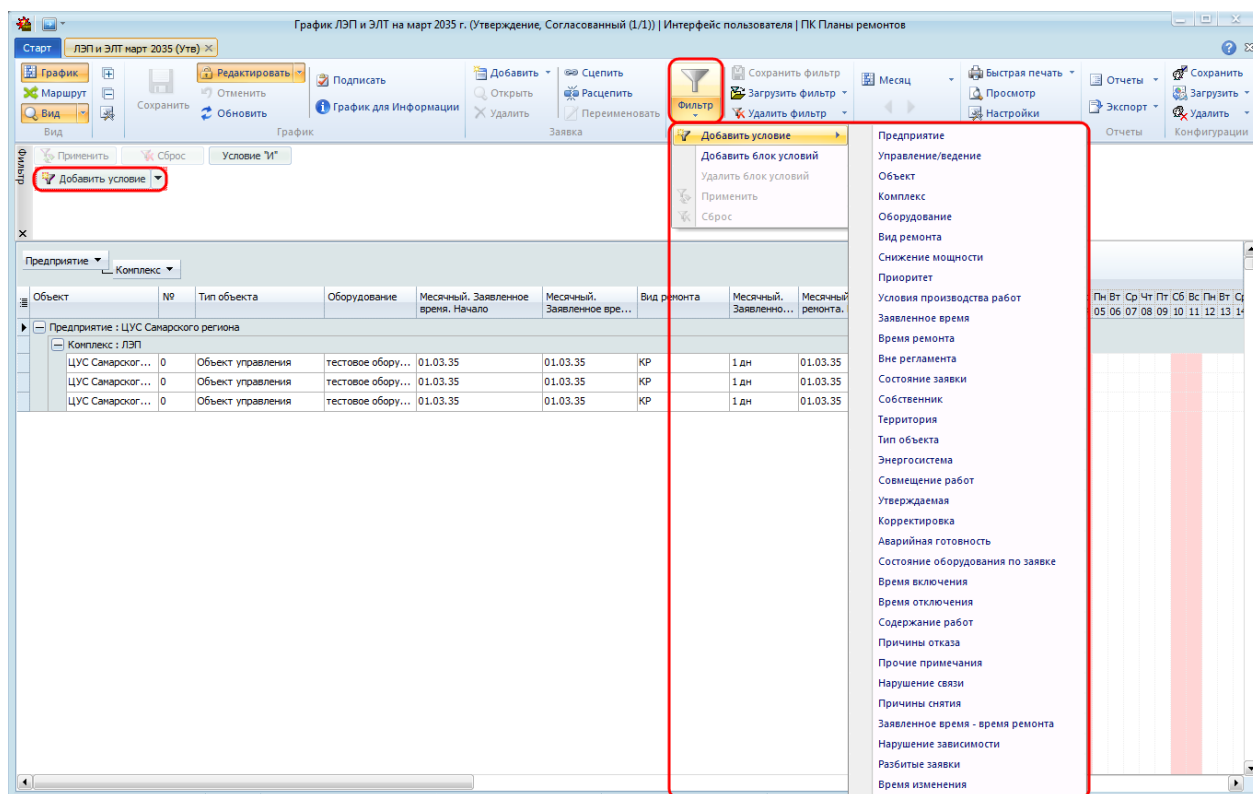 График ЛЭП и ЭЛТ на март 2035 г. (Утверждение, Согласованный (1/1)) | Интерфейс пользователя | ПК Планы ремонтов
Старт
ЛЭП и ЭЛТ март 2035 (Утв)
График
Маршрут
Вид
Вид
Сохранить
Редактировать
Отменить
Обновить
Подписать
График для Информации
График
Добавить
Открыть
Удалить
Сцепить
Расцепить
Переименовать
Заявка
Фильтр
Сохранить фильтр
Загрузить фильтр
Удалить фильтр
Месяц
Быстрая печать
Просмотр
Настройки
Отчеты
Экспорт
Отчеты
Сохранить
Загрузить
Удалить
Конфигурации
Фильтр
Применить
Сброс
Условие "И"
Добавить условие
Добавить условие
Добавить блок условий
Удалить блок условий
Применить
Сброс
Предприятие
Управление/ведение
Объект
Комплекс
Оборудование
Вид ремонта
Снижение мощности
Приоритет
Условия производства работ
Заявленное время
Время ремонта
Вне регламента
Состояние заявки
Собственник
Территория
Тип объекта
Энергосистема
Совмещение работ
Утверждаемая
Корректировка
Аварийная готовность
Состояние оборудования по заявке
Время включения
Время отключения
Содержание работ
Причины отказа
Прочие примечания
Нарушение связи
Причины снятия
Заявленное время - время ремонта
Нарушение зависимости
Разбитые заявки
Время изменения
Предприятие
Комплекс
Объект
№
Тип объекта
Оборудование
Месячный. Заявленное время. Начало
Месячный. Заявленное вре...
Вид ремонта
Месячный. Заявленно...
Месячный ремонта.
Пн Вт Ср Чт Пт Сб Вс Пн Вт Ср
05 06 07 08 09 10 11 12 13 14
Предприятие : ЦУС Самарского региона
Комплекс : ЛЭП
ЦУС Самарског... 0 Объект управления тестовое обору... 01.03.35 01.03.35 КР 1 дн 01.03.35
ЦУС Самарског... 0 Объект управления тестовое обору... 01.03.35 01.03.35 КР 1 дн 01.03.35
ЦУС Самарског... 0 Объект управления тестовое обору... 01.03.35 01.03.35 КР 1 дн 01.03.35